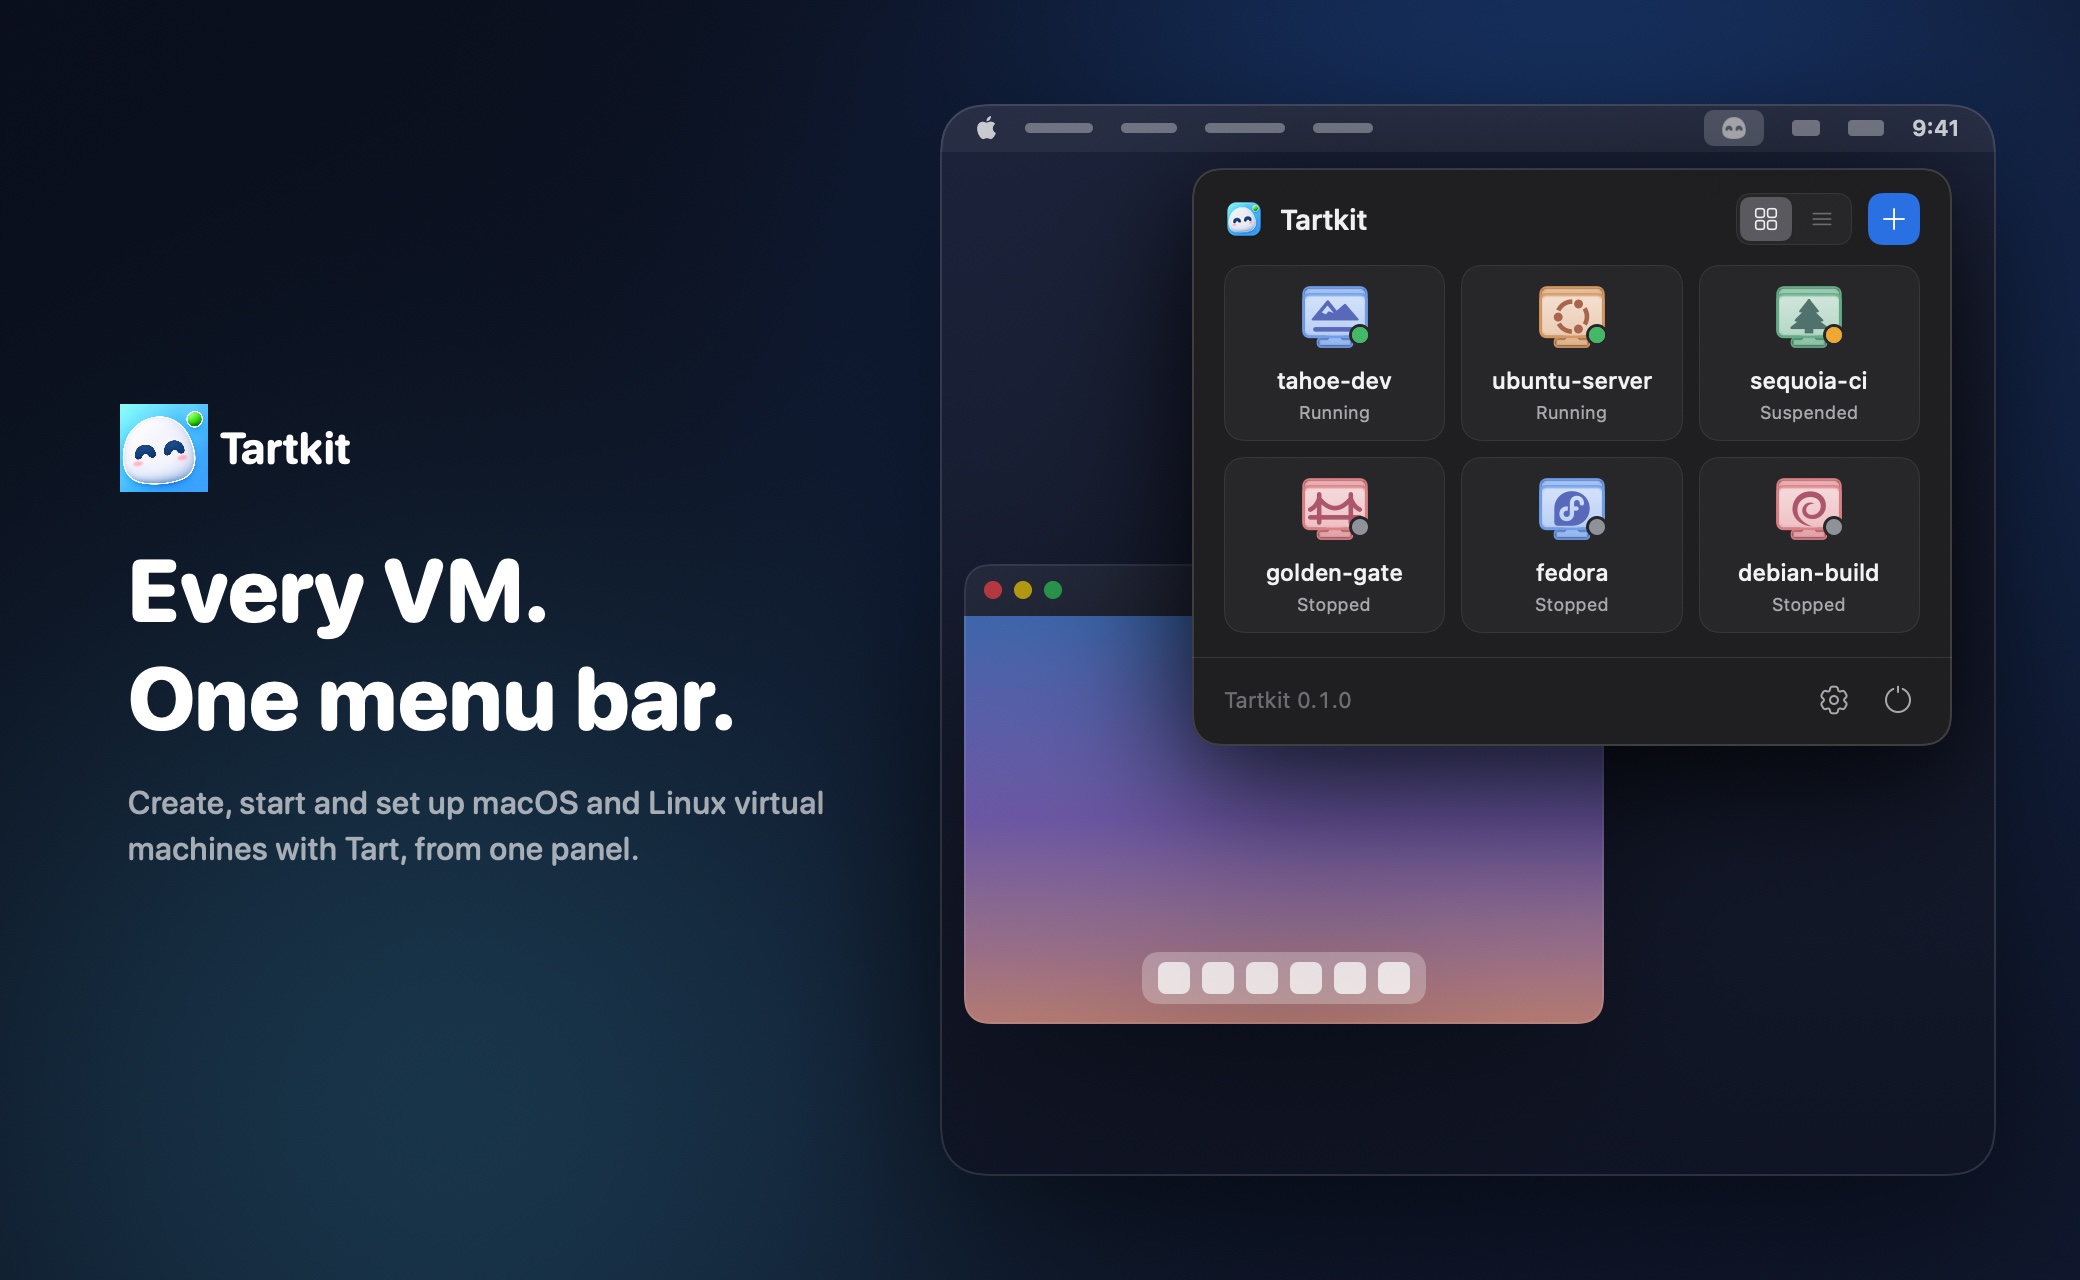 Tartkit
Every VM.
One menu bar.
Create, start and set up macOS and Linux virtual
machines with Tart, from one panel.
9:41
Tartkit
tahoe-dev
Running
ubuntu-server
Running
sequoia-ci
Suspended
golden-gate
Stopped
fedora
Stopped
debian-build
Stopped
Tartkit 0.1.0